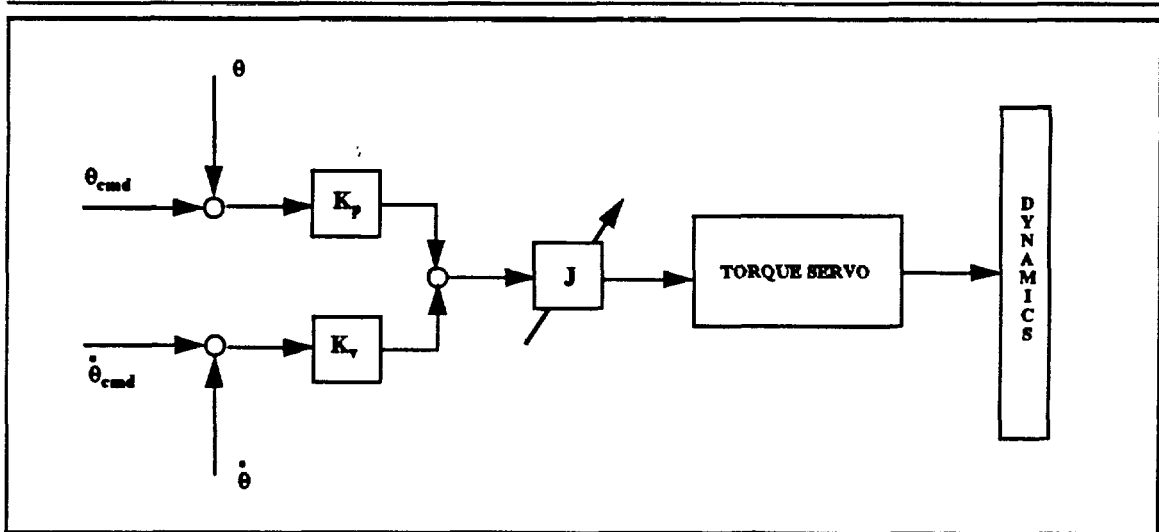 θ
θcmd
Kp
J
TORQUE SERVO
DYNAMICS
θ̇cmd
Kv
θ̇